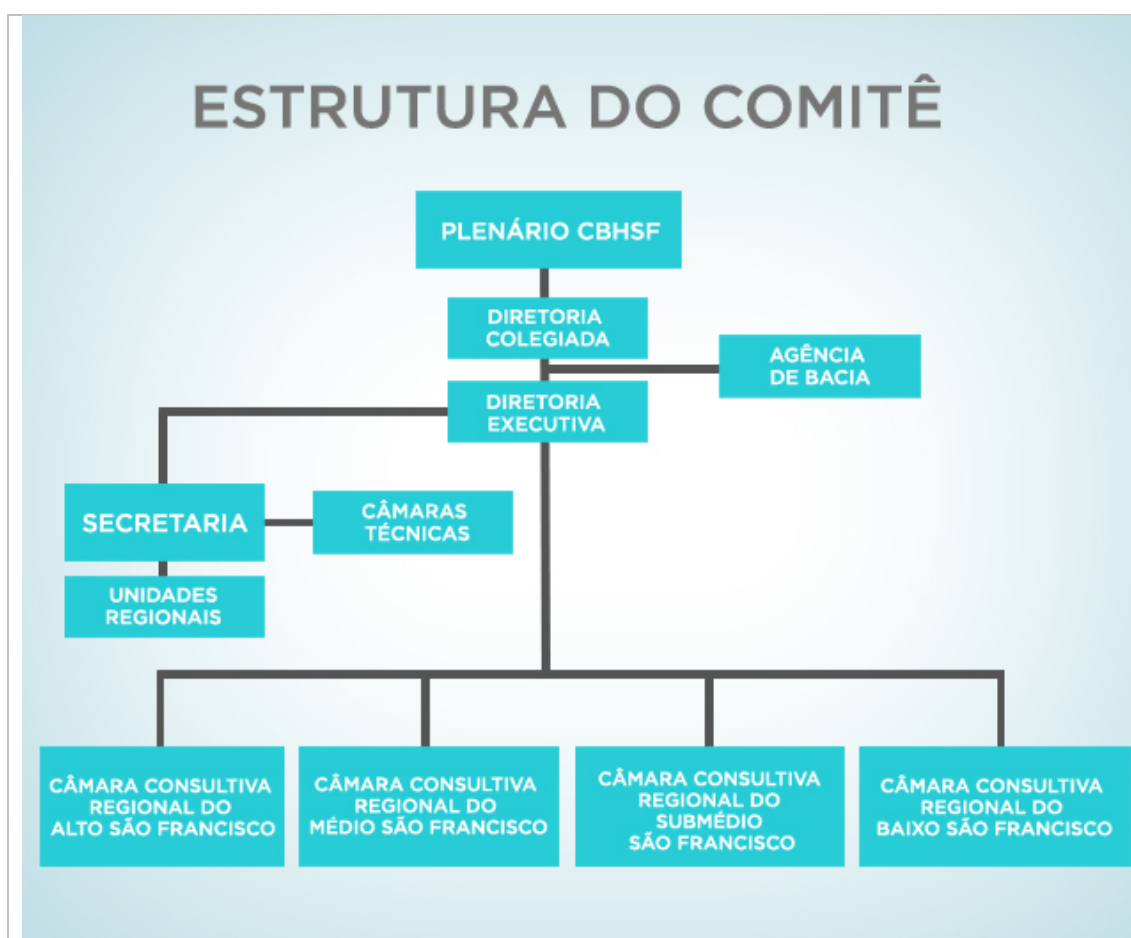 ESTRUTURA DO COMITÊ
PLENÁRIO CBHSF
DIRETORIA
COLEGIADA
AGÊNCIA
DE BACIA
DIRETORIA
EXECUTIVA
SECRETARIA
CÂMARAS
TÉCNICAS
UNIDADES
REGIONAIS
CÂMARA CONSULTIVA
REGIONAL DO
ALTO SÃO FRANCISCO
CÂMARA CONSULTIVA
REGIONAL DO
MÉDIO SÃO FRANCISCO
CÂMARA CONSULTIVA
REGIONAL DO
SUBMÉDIO
SÃO FRANCISCO
CÂMARA CONSULTIVA
REGIONAL DO
BAIXO SÃO FRANCISCO